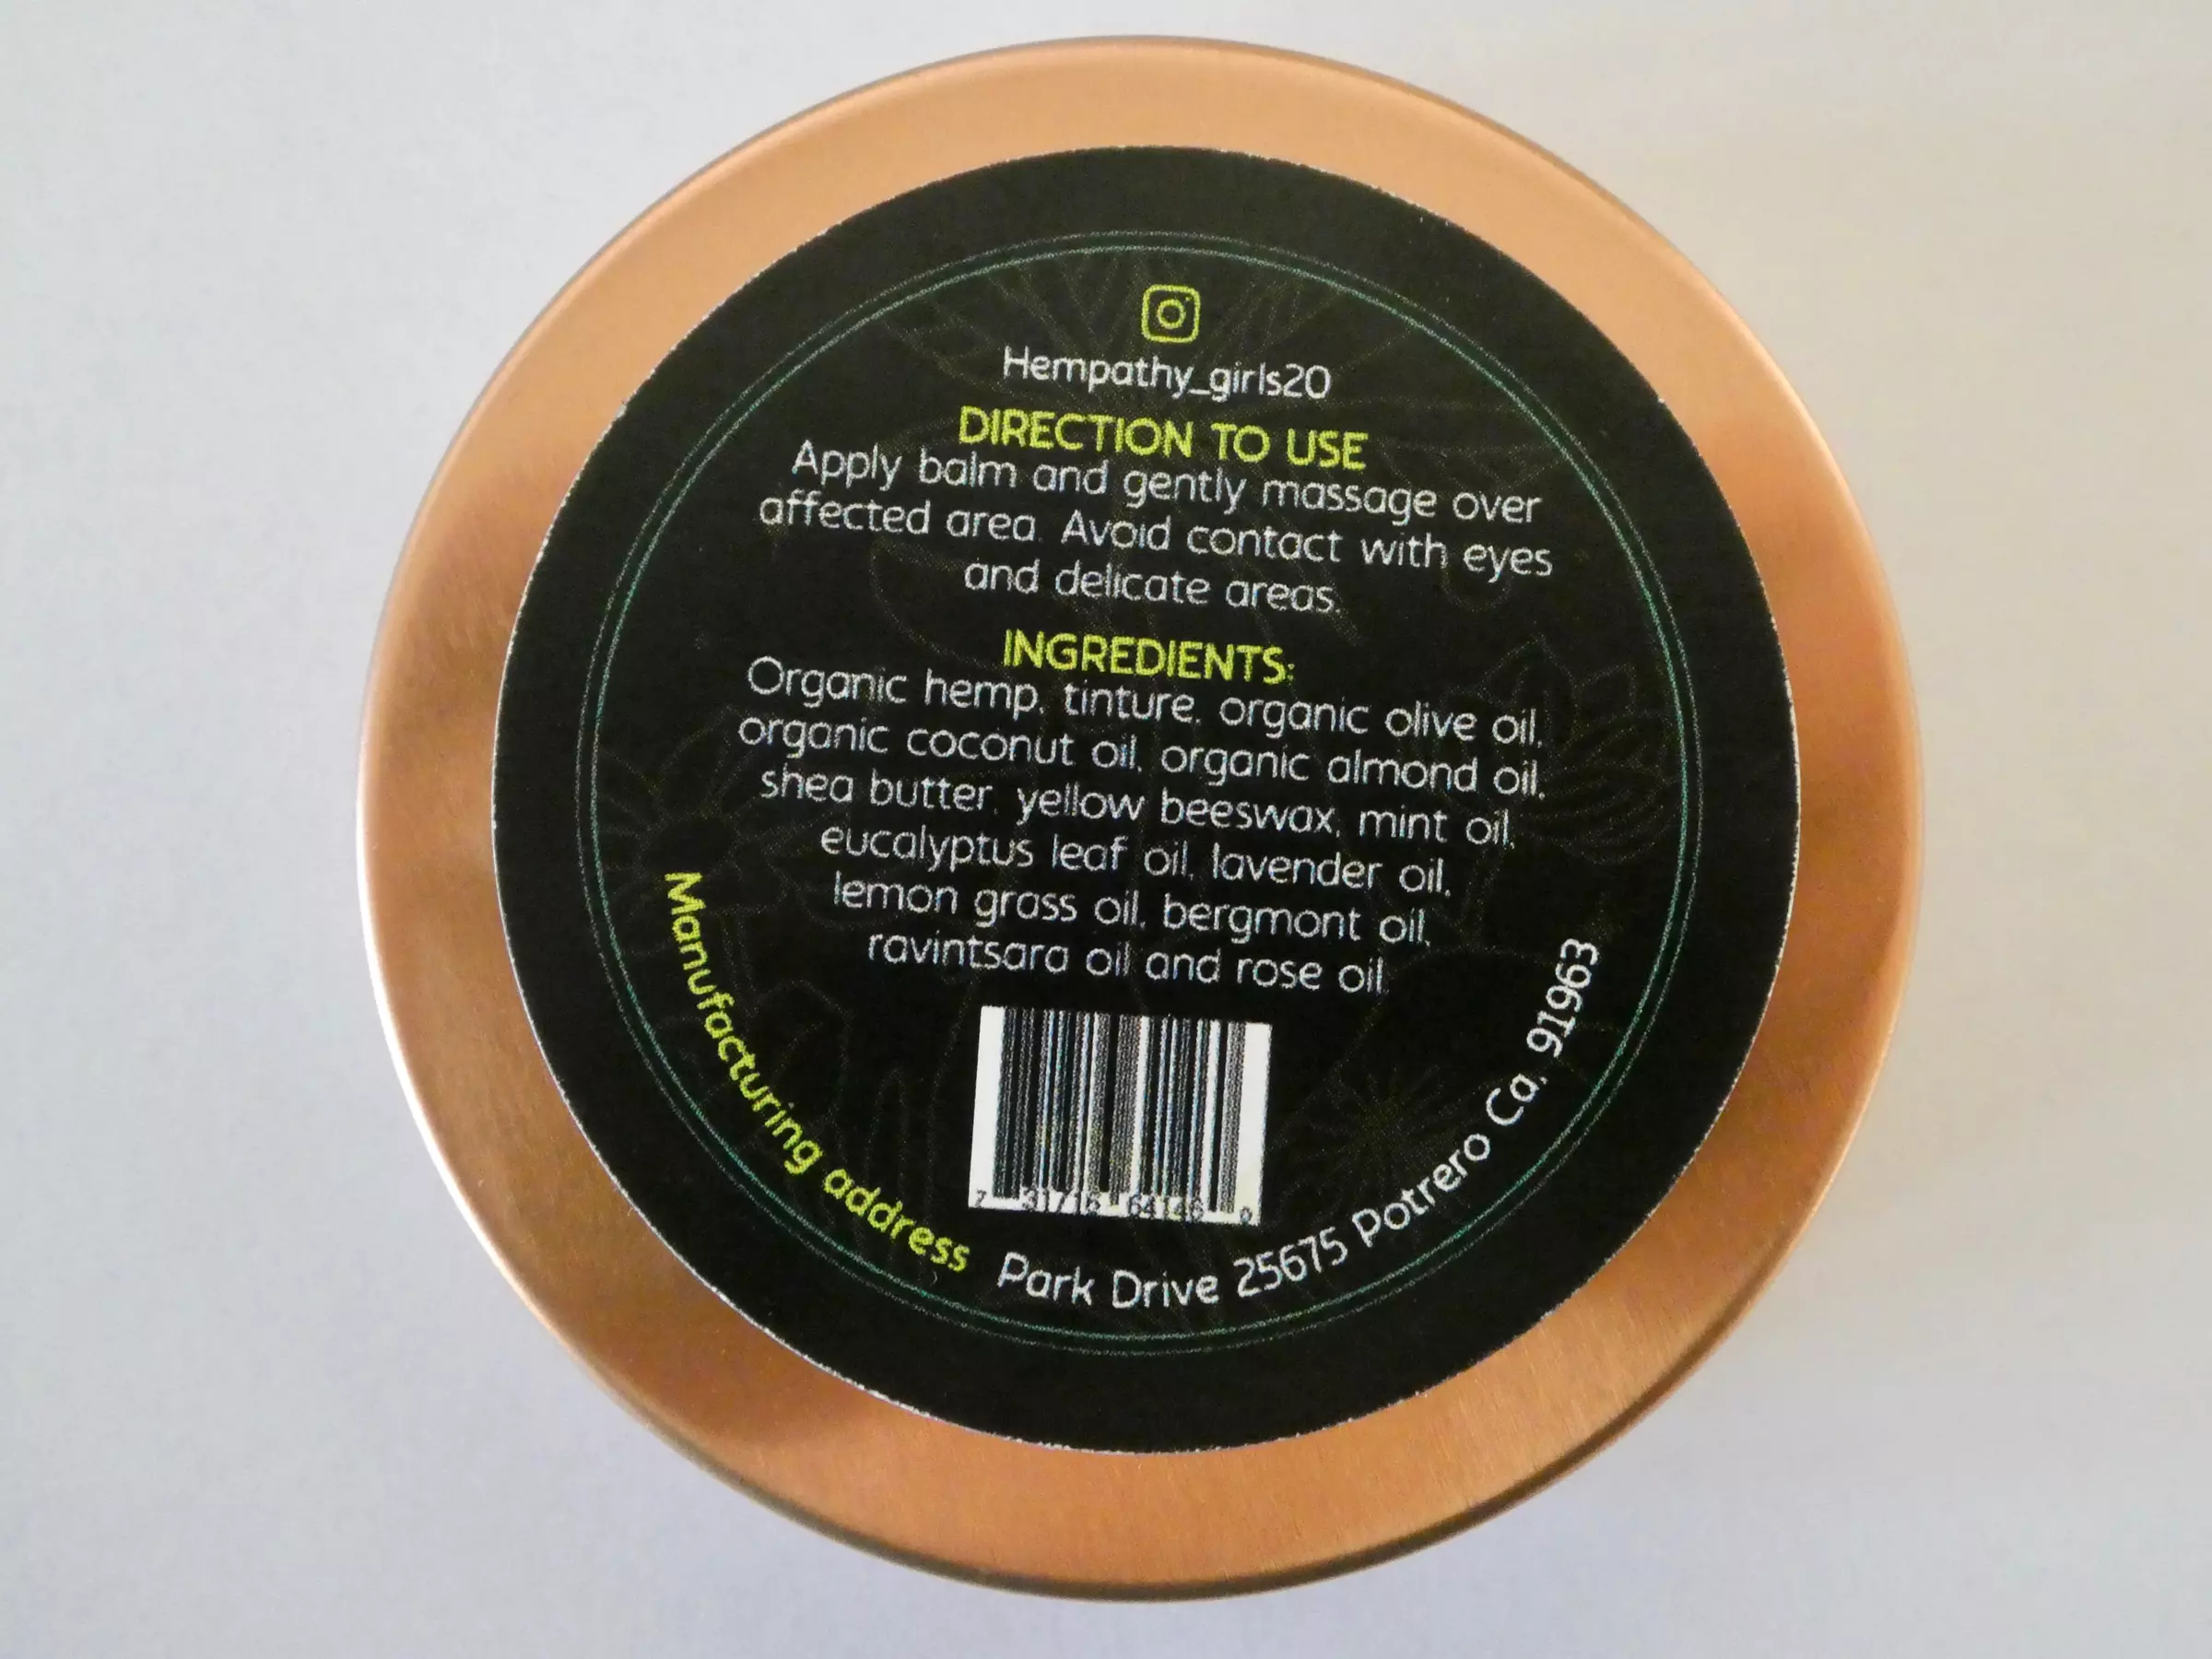 Hempathy_girls20
DIRECTION TO USE
Apply balm and gently massage over
affected area. Avoid contact with eyes
and delicate areas.
INGREDIENTS:
Organic hemp, tinture, organic olive oil,
organic coconut oil, organic almond oil,
shea butter, yellow beeswax, mint oil,
eucalyptus leaf oil, lavender oil,
lemon grass oil, bergmont oil,
ravintsara oil and rose oil.
Manufacturing address Park Drive 25675 Potrero Ca, 91963